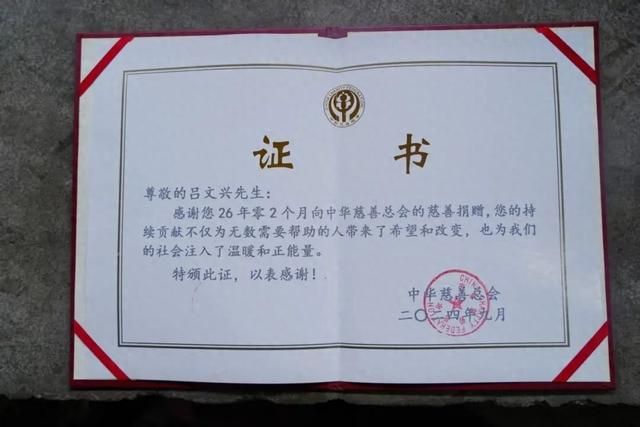 证 书
尊敬的吕文兴先生:
感谢您26年零2个月向中华慈善总会的慈善捐赠,您的持
续贡献不仅为无数需要帮助的人带来了希望和改变,也为我们
的社会注入了温暖和正能量。
特颁此证,以表感谢!
中华慈善总会
二〇二四年九月
CHINA CHARITY FEDERATION